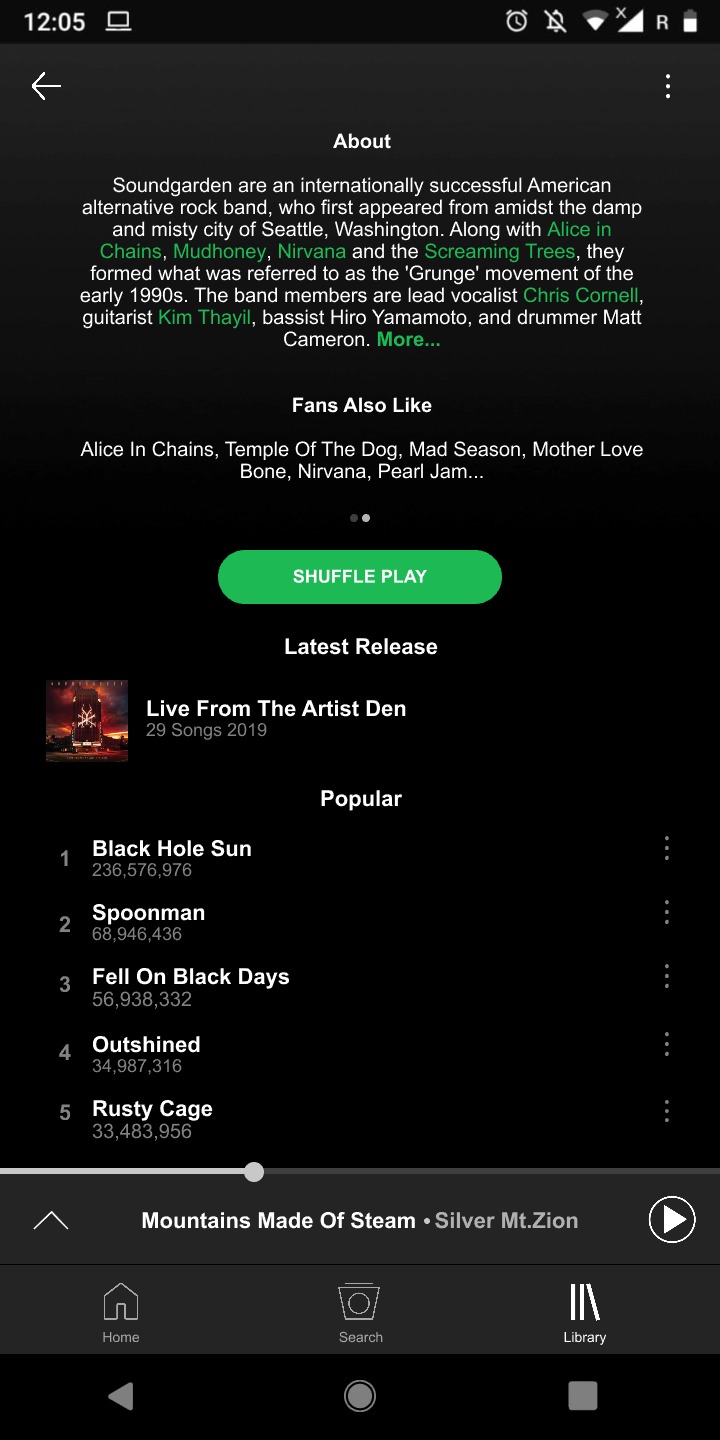 12:05
X
R
About
Soundgarden are an internationally successful American
alternative rock band, who first appeared from amidst the damp
and misty city of Seattle, Washington. Along with Alice in
Chains, Mudhoney, Nirvana and the Screaming Trees, they
formed what was referred to as the 'Grunge' movement of the
early 1990s. The band members are lead vocalist Chris Cornell,
guitarist Kim Thayil, bassist Hiro Yamamoto, and drummer Matt
Cameron. More...
Fans Also Like
Alice In Chains, Temple Of The Dog, Mad Season, Mother Love
Bone, Nirvana, Pearl Jam...
SHUFFLE PLAY
Latest Release
Live From The Artist Den
29 Songs 2019
Popular
1 Black Hole Sun
236,576,976
2 Spoonman
68,946,436
3 Fell On Black Days
56,938,332
4 Outshined
34,987,316
5 Rusty Cage
33,483,956
Mountains Made Of Steam • Silver Mt.Zion
Home Search Library